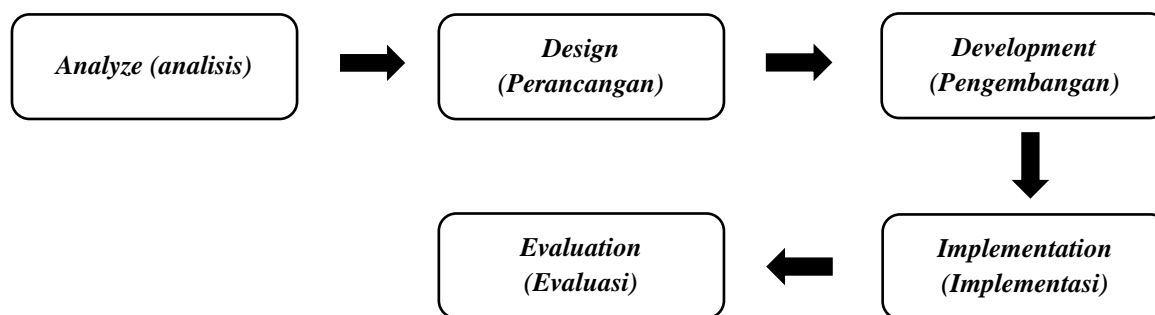 Analyze (analisis)
Design
(Perancangan)
Development
(Pengembangan)
Implementation
(Implementasi)
Evaluation
(Evaluasi)